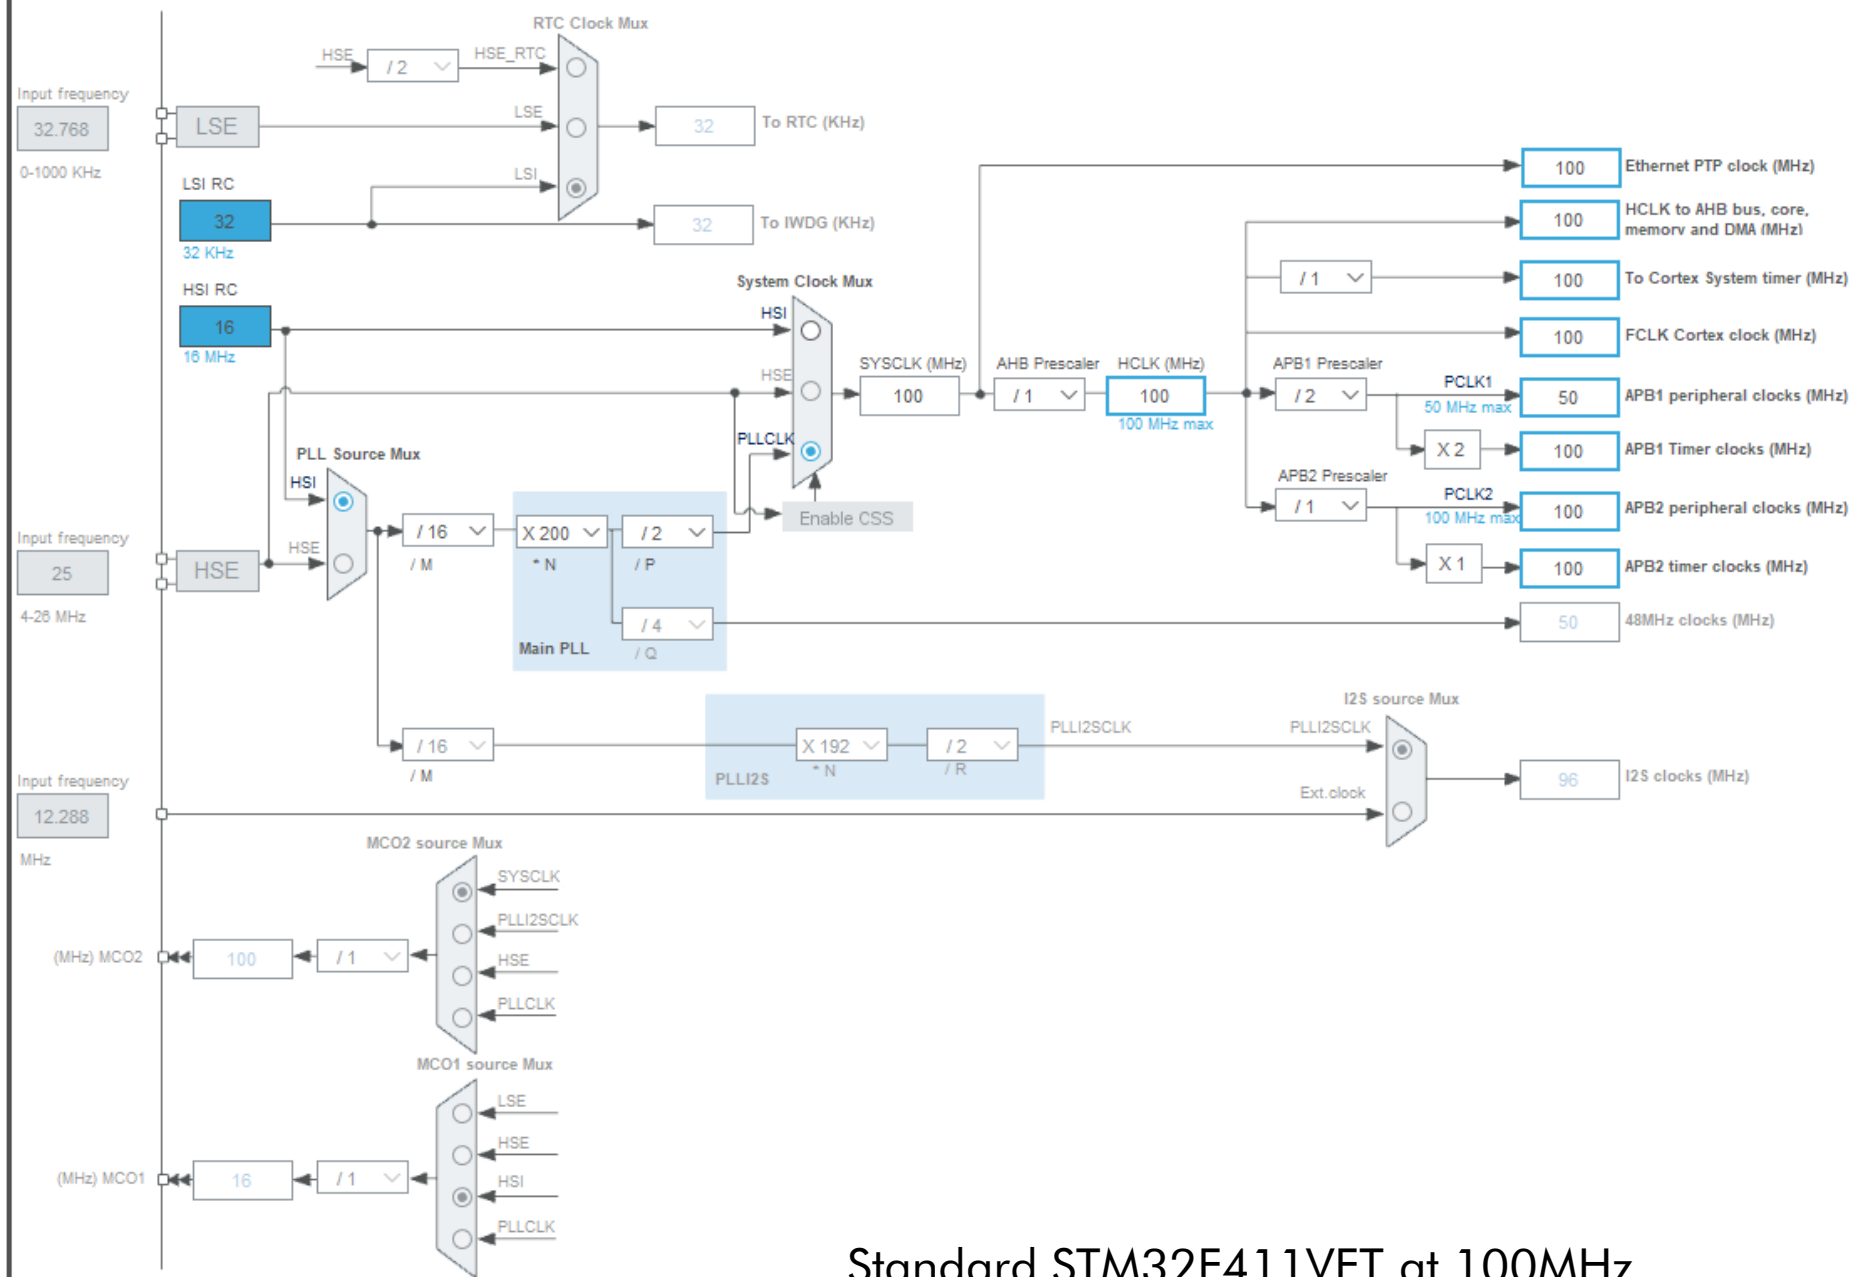 RTC Clock Mux
HSE
/ 2
HSE_RTC
Input frequency
32.768
0-1000 KHz
LSE
LSE
32
To RTC (KHz)
LSI RC
32
32 KHz
LSI
32
To IWDG (KHz)
100
Ethernet PTP clock (MHz)
100
HCLK to AHB bus, core,
memory and DMA (MHz)
/ 1
100
To Cortex System timer (MHz)
100
FCLK Cortex clock (MHz)
HSI RC
16
16 MHz
System Clock Mux
HSI
HSE
PLLCLK
SYSCLK (MHz)
100
AHB Prescaler
/ 1
HCLK (MHz)
100
100 MHz max
APB1 Prescaler
/ 2
PCLK1
50 MHz max
50
APB1 peripheral clocks (MHz)
X 2
100
APB1 Timer clocks (MHz)
APB2 Prescaler
/ 1
PCLK2
100 MHz max
100
APB2 peripheral clocks (MHz)
X 1
100
APB2 timer clocks (MHz)
Enable CSS
PLL Source Mux
HSI
HSE
Input frequency
25
4-26 MHz
HSE
/ 16
/ M
X 200
* N
/ 2
/ P
/ 4
/ Q
Main PLL
50
48MHz clocks (MHz)
/ 16
/ M
X 192
* N
/ 2
/ R
PLLI2S
PLLI2SCLK
I2S source Mux
PLLI2SCLK
Ext.clock
96
I2S clocks (MHz)
Input frequency
12.288
MHz
MCO2 source Mux
SYSCLK
PLLI2SCLK
HSE
PLLCLK
(MHz) MCO2
100
/ 1
MCO1 source Mux
LSE
HSE
HSI
PLLCLK
(MHz) MCO1
16
/ 1
Standard STM32F411VET at 100MHz